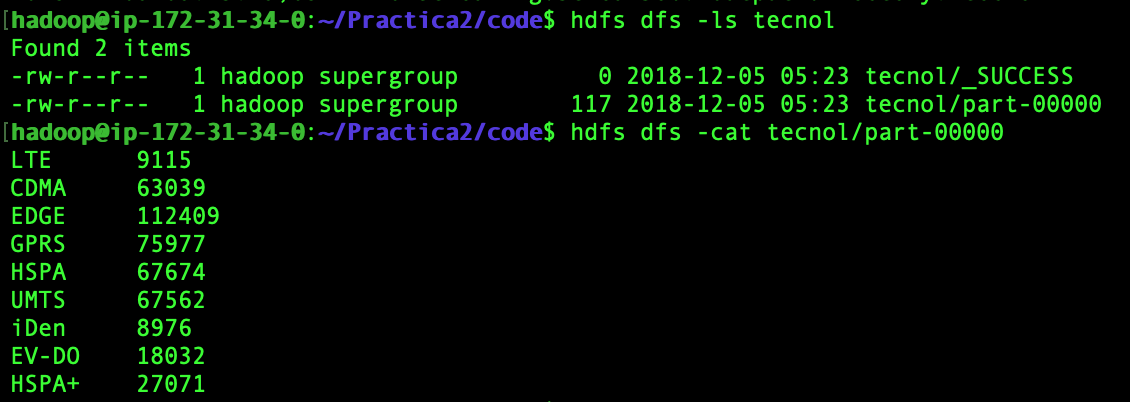 [hadoop@ip-172-31-34-0:~/Practica2/code$ hdfs dfs -ls tecnol
Found 2 items
-rw-r--r--   1 hadoop supergroup          0 2018-12-05 05:23 tecnol/_SUCCESS
-rw-r--r--   1 hadoop supergroup        117 2018-12-05 05:23 tecnol/part-00000
[hadoop@ip-172-31-34-0:~/Practica2/code$ hdfs dfs -cat tecnol/part-00000
LTE      9115
CDMA     63039
EDGE     112409
GPRS     75977
HSPA     67674
UMTS     67562
iDen     8976
EV-DO    18032
HSPA+    27071